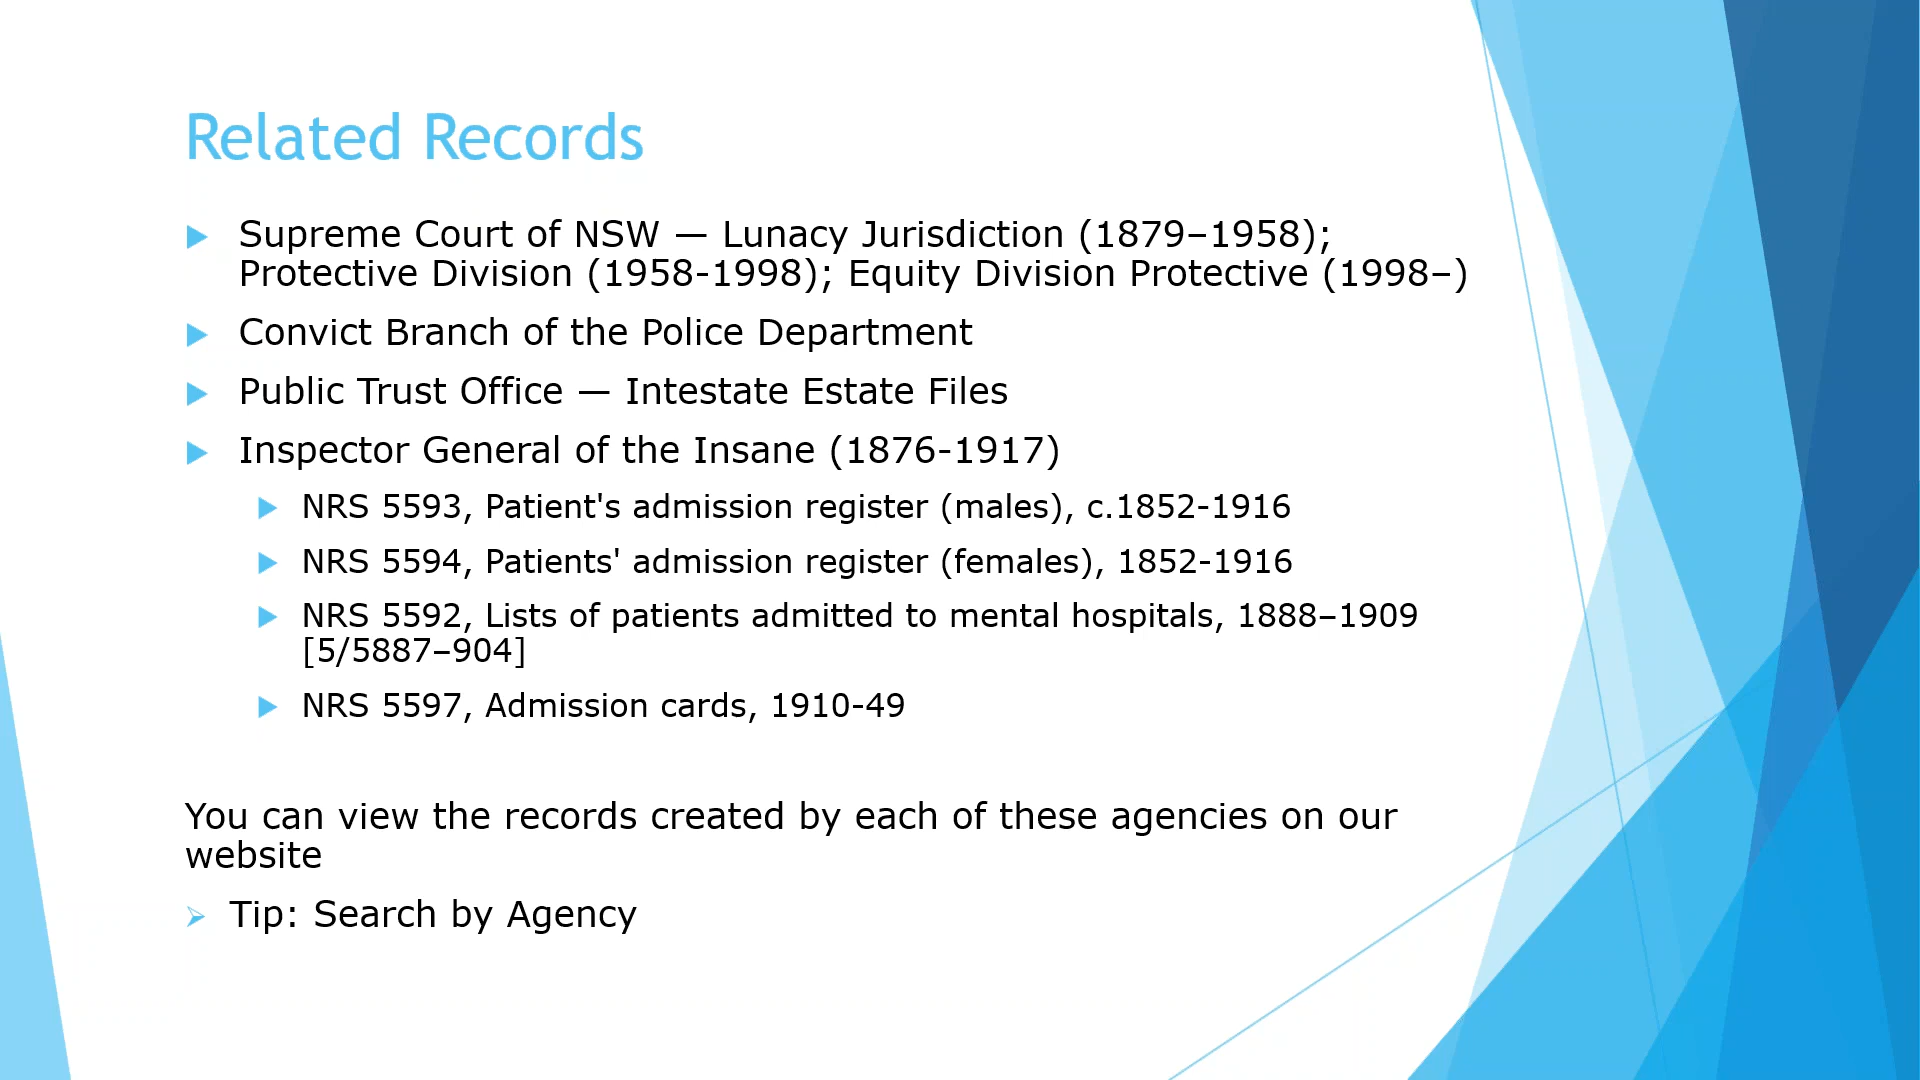 Related Records
Supreme Court of NSW — Lunacy Jurisdiction (1879–1958);
Protective Division (1958-1998); Equity Division Protective (1998–)
Convict Branch of the Police Department
Public Trust Office — Intestate Estate Files
Inspector General of the Insane (1876-1917)
NRS 5593, Patient's admission register (males), c.1852-1916
NRS 5594, Patients' admission register (females), 1852-1916
NRS 5592, Lists of patients admitted to mental hospitals, 1888–1909
[5/5887–904]
NRS 5597, Admission cards, 1910-49
You can view the records created by each of these agencies on our
website
Tip: Search by Agency